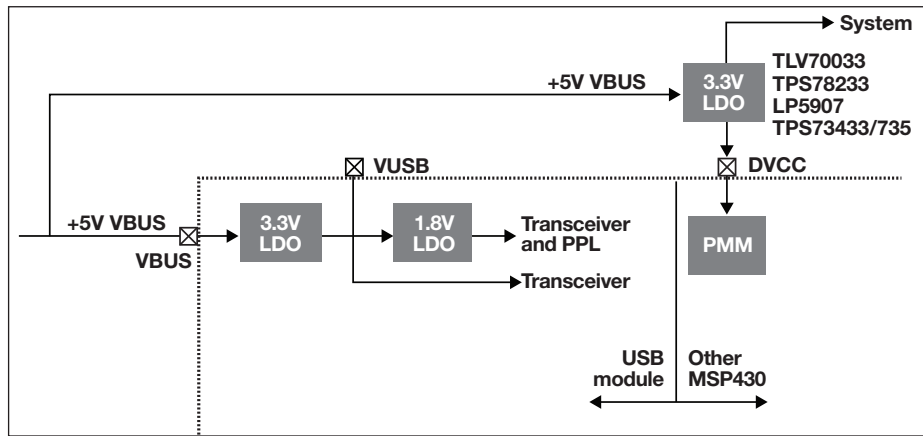 System
+5V VBUS
3.3V
LDO
TLV70033
TPS78233
LP5907
TPS73433/735
VUSB
DVCC
+5V VBUS
VBUS
3.3V
LDO
1.8V
LDO
Transceiver
and PPL
Transceiver
PMM
USB
module
Other
MSP430